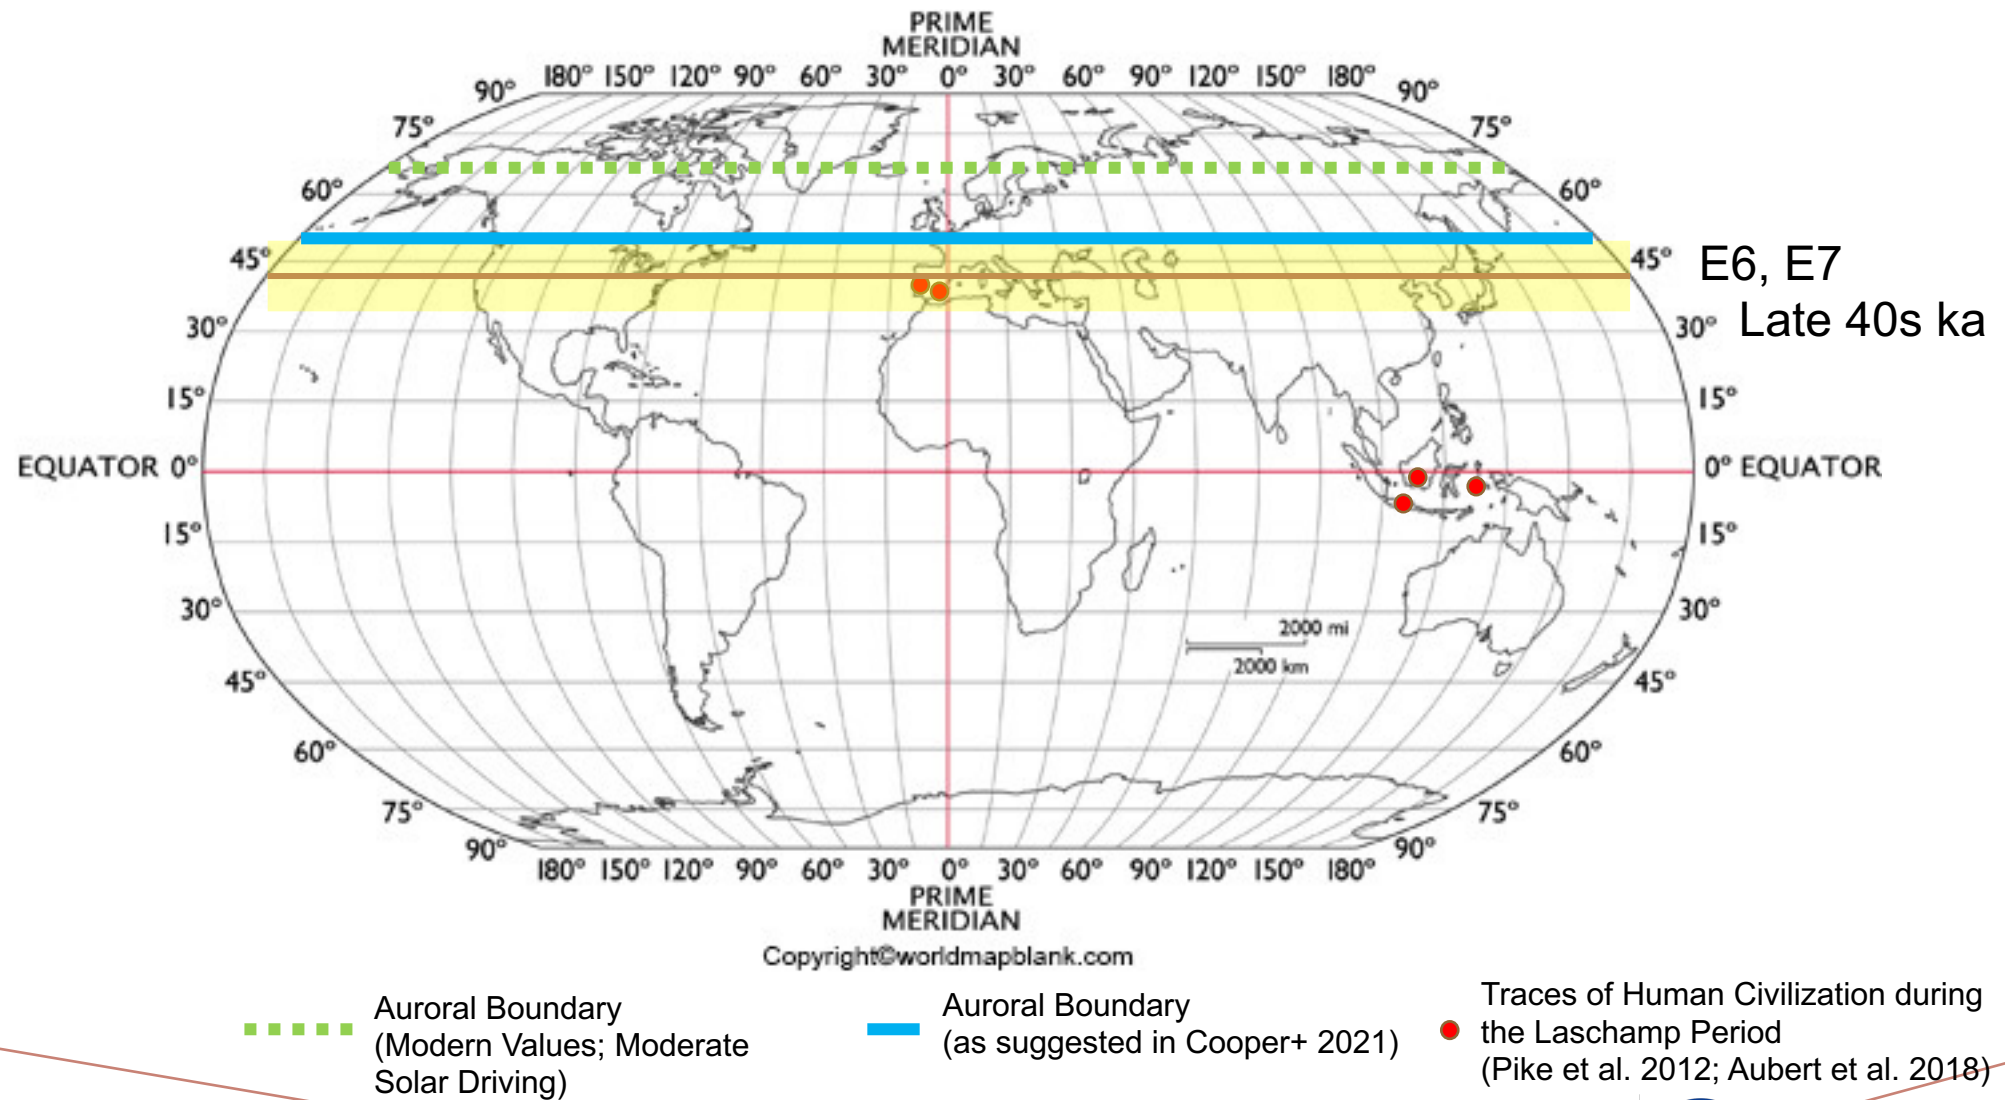 PRIME
MERIDIAN
180° 150° 120° 90° 60° 30° 0° 30° 60° 90° 120° 150° 180°
90° 90°
75° 75°
60° 60°
45° 45° E6, E7
30° 30° Late 40s ka
15° 15°
EQUATOR 0° 0° EQUATOR
15° 15°
30° 30°
2000 mi
2000 km
45° 45°
60° 60°
75° 75°
90° 90°
180° 150° 120° 90° 60° 30° 0° 30° 60° 90° 120° 150° 180°
PRIME
MERIDIAN
Copyright©worldmapblank.com
Auroral Boundary
(Modern Values; Moderate
Solar Driving)
Auroral Boundary
(as suggested in Cooper+ 2021)
Traces of Human Civilization during
the Laschamp Period
(Pike et al. 2012; Aubert et al. 2018)